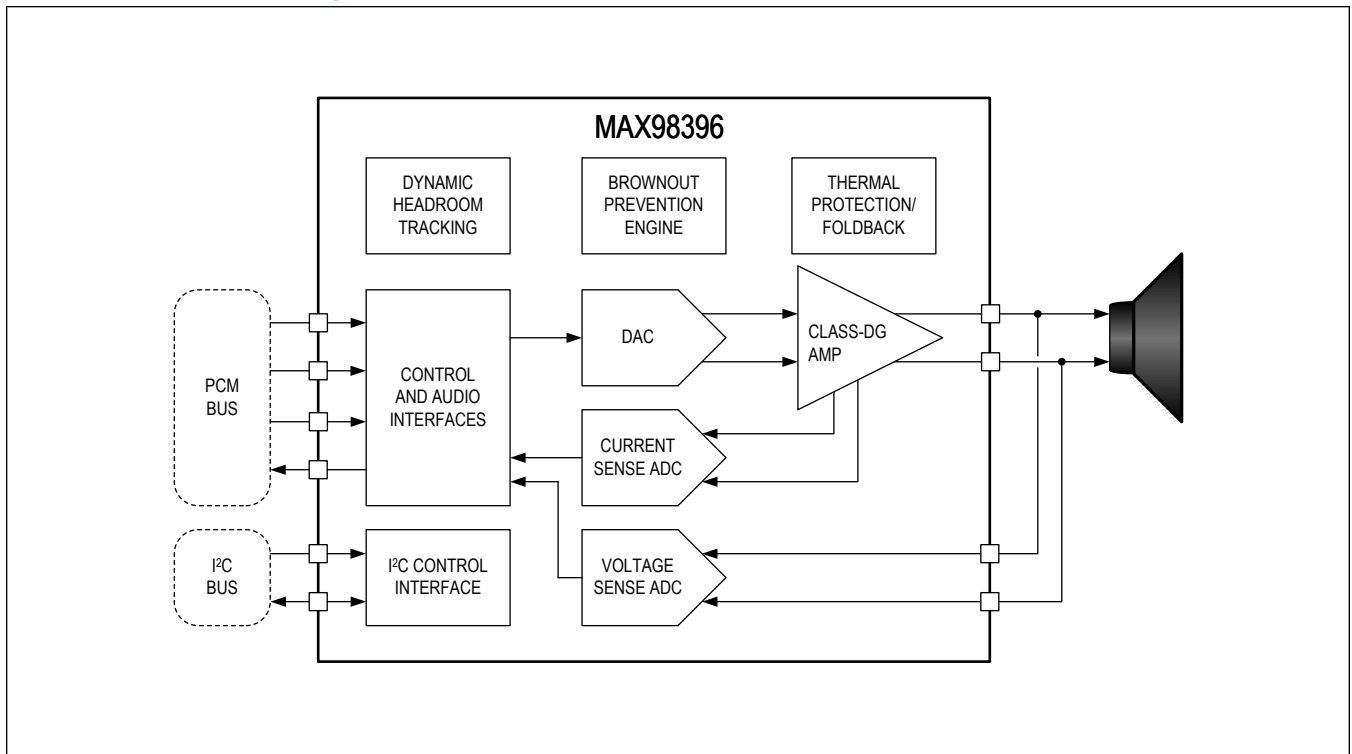 MAX98396
DYNAMIC
HEADROOM
TRACKING
BROWNOUT
PREVENTION
ENGINE
THERMAL
PROTECTION/
FOLDBACK
PCM
BUS
CONTROL
AND AUDIO
INTERFACES
DAC
CLASS-DG
AMP
CURRENT
SENSE ADC
I²C
BUS
I²C CONTROL
INTERFACE
VOLTAGE
SENSE ADC